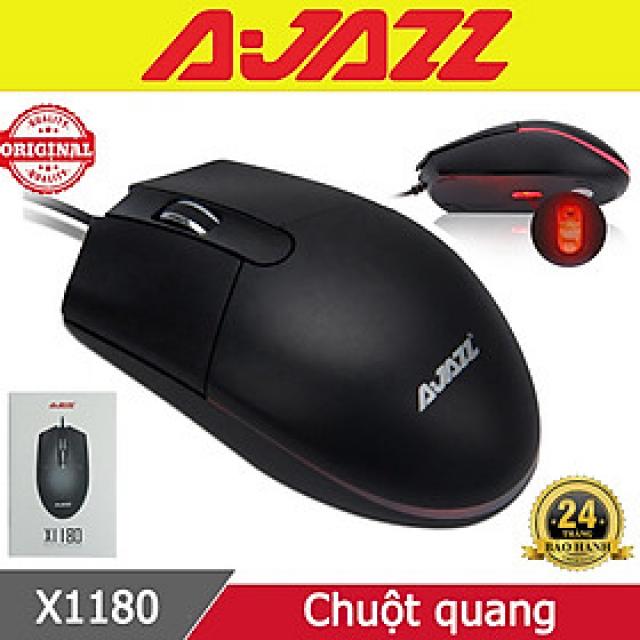 A·JAZZ
QUALITY
ORIGINAL
QUALITY
A·JAZZ
A·JAZZ
X1180
24
THÁNG
BẢO HÀNH
X1180
Chuột quang